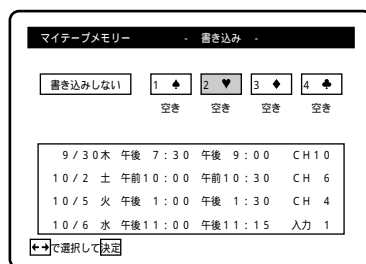 マイテープメモリー - 書き込み -
書き込みしない 1 ♠ 2 ♥ 3 ♦ 4 ♣
空き 空き 空き 空き
9/30木 午後 7:30 午後 9:00 CH10
10/2 土 午前10:00 午前10:30 CH 6
10/5 火 午後 1:00 午後 1:30 CH 4
10/6 水 午後11:00 午後11:15 入力 1
←→で選択して決定